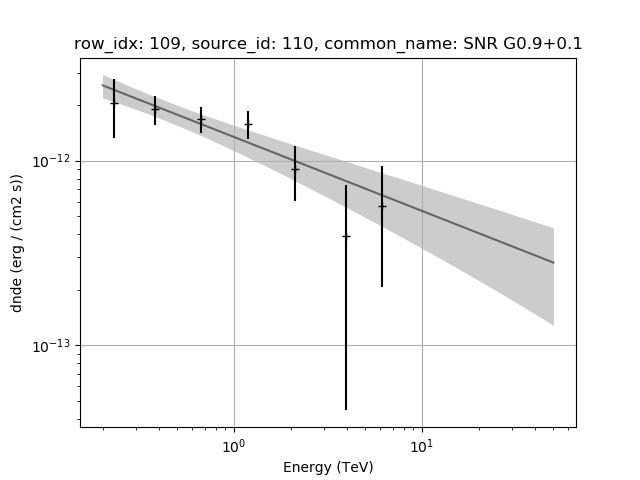 row_idx: 109, source_id: 110, common_name: SNR G0.9+0.1
dnde (erg / (cm2 s))
10⁻¹²
10⁻¹³
10⁰ 10¹
Energy (TeV)